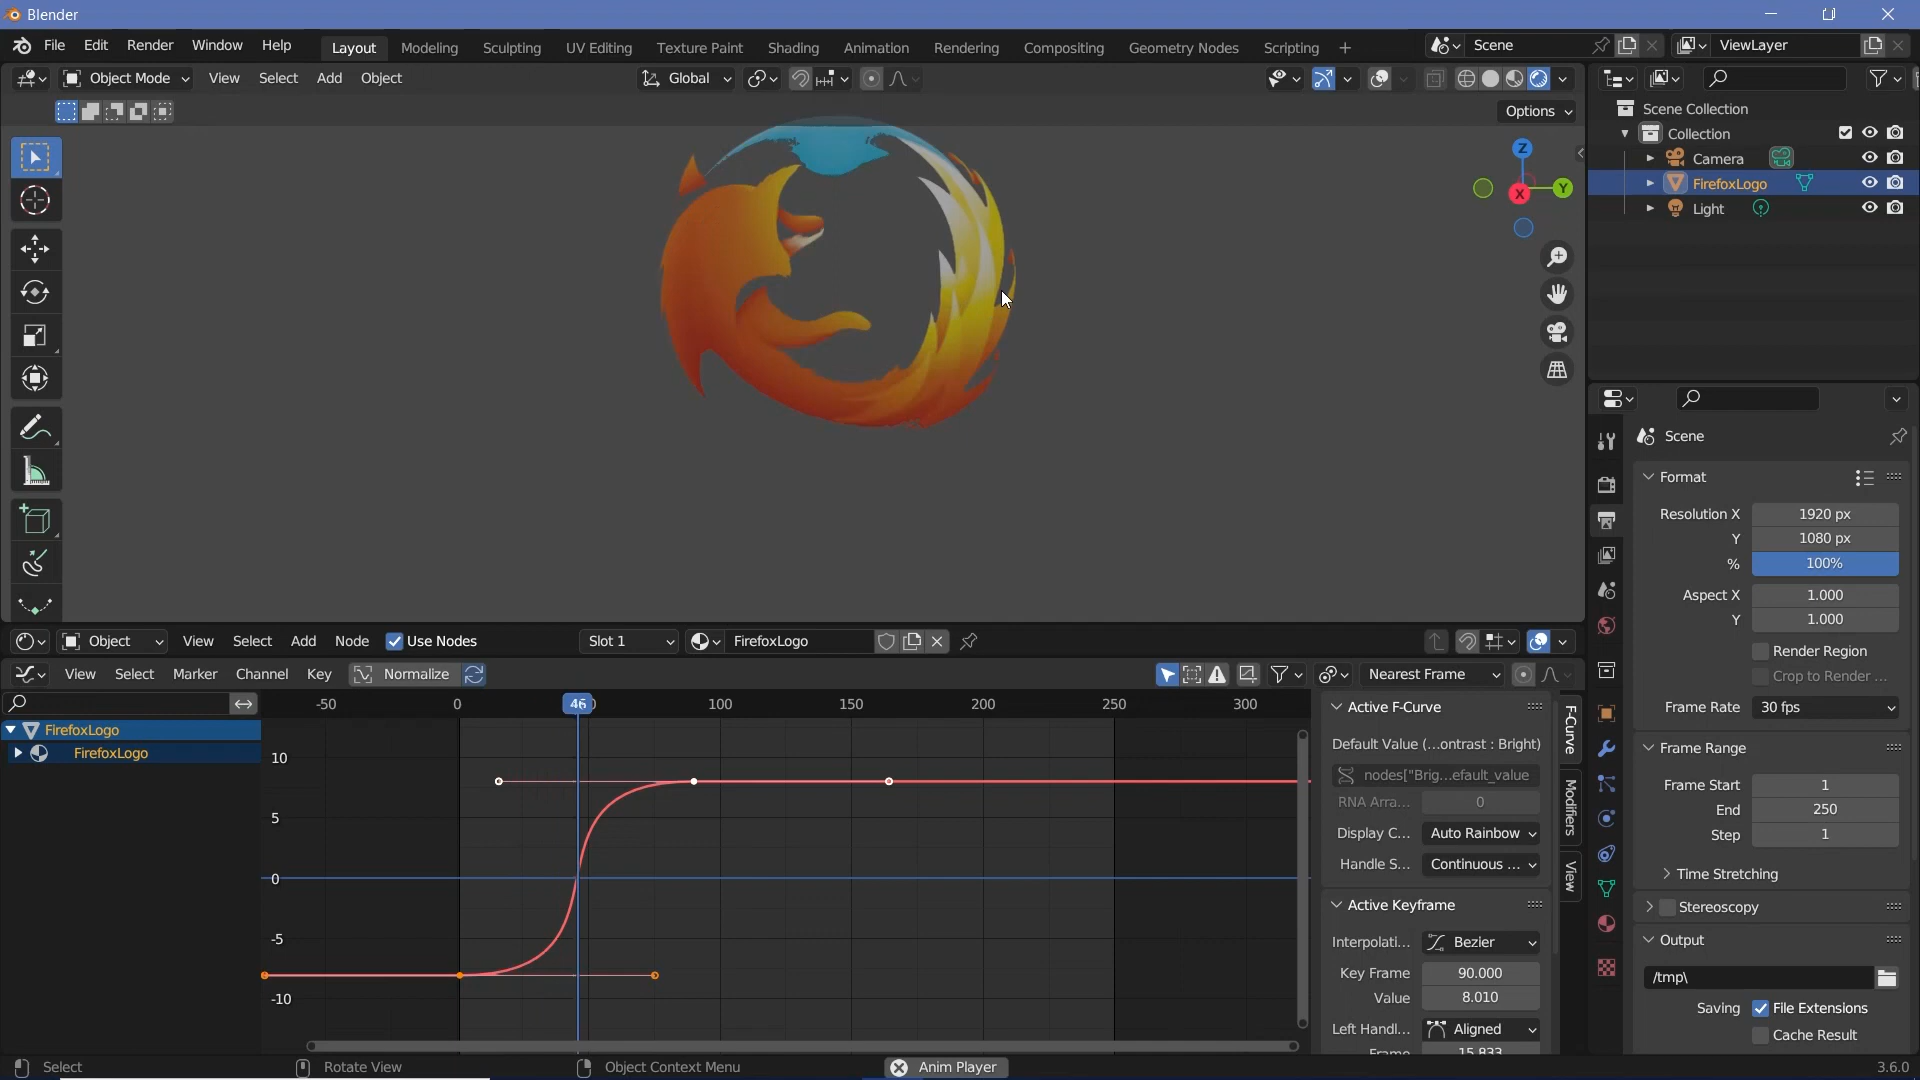 Blender
File Edit Render Window Help Layout Modeling Sculpting UV Editing Texture Paint Shading Animation Rendering Compositing Geometry Nodes Scripting + Scene ViewLayer
Object Mode View Select Add Object Global
Options
Z
Y
X
Scene Collection
Collection
Camera
FirefoxLogo
Light
Scene
Format
Resolution X 1920 px
Y 1080 px
% 100%
Aspect X 1.000
Y 1.000
Render Region
Crop to Render ...
Frame Rate 30 fps
Frame Range
Frame Start 1
End 250
Step 1
Time Stretching
Stereoscopy
Output
/tmp\
Saving File Extensions
Cache Result
Object View Select Add Node Use Nodes Slot 1 FirefoxLogo
View Select Marker Channel Key Normalize Nearest Frame
-50 0 46 100 150 200 250 300
FirefoxLogo
FirefoxLogo
10
5
0
-5
-10
Active F-Curve
Default Value (...ontrast : Bright)
nodes["Brig...efault_value
RNA Arra... 0
Display C... Auto Rainbow
Handle S... Continuous ...
Active Keyframe
Interpolati... Bezier
Key Frame 90.000
Value 8.010
Left Handl... Aligned
Frame 15.833
F-Curve
Modifiers
View
Select Rotate View Object Context Menu Anim Player 3.6.0